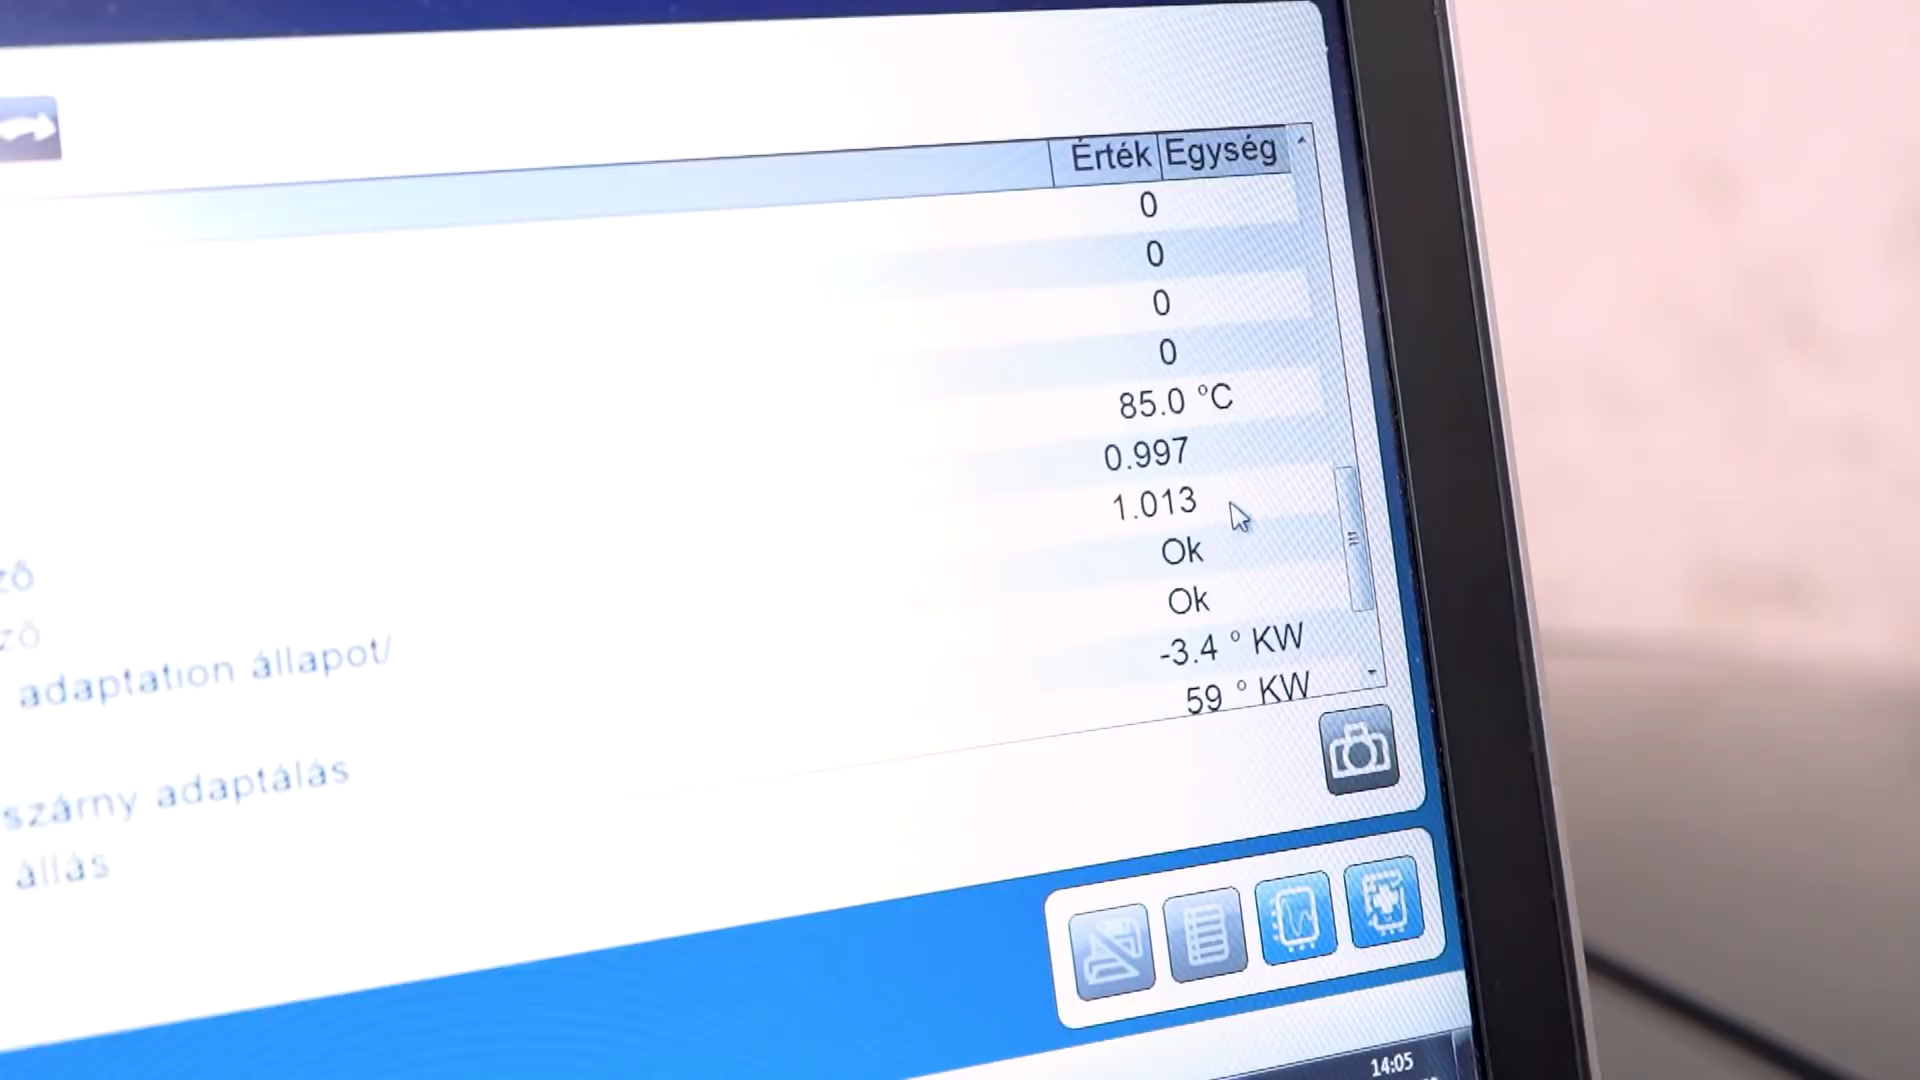 Érték Egység
0
0
0
0
85.0 °C
0.997
1.013
Ok
Ok
-3.4 ° KW
59 ° KW
ző
ző
adaptation állapot/
szárny adaptálás
állás
14:05